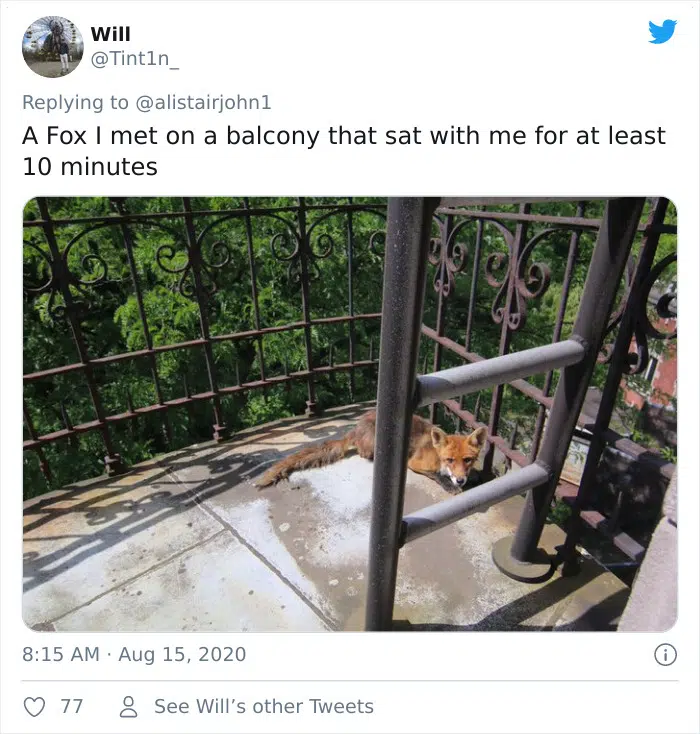 Will
@Tint1n_
Replying to @alistairjohn1
A Fox I met on a balcony that sat with me for at least
10 minutes
8:15 AM · Aug 15, 2020
77
See Will’s other Tweets